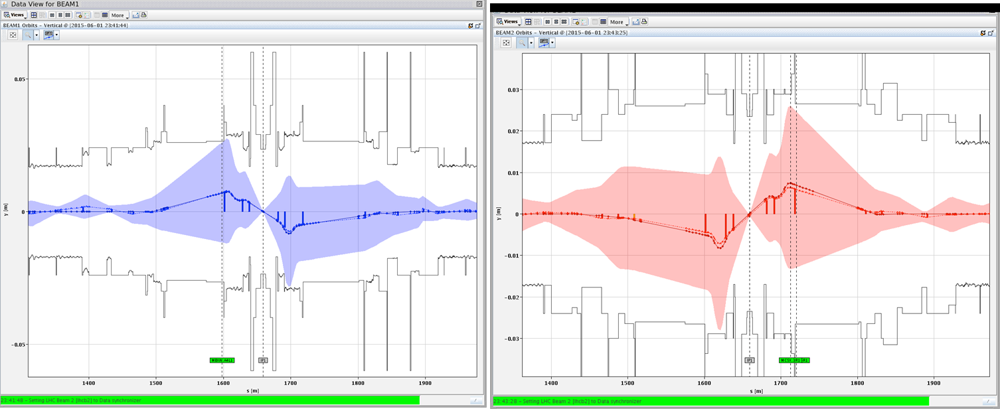 Data View for BEAM1
Views
More
BEAM1 Orbits - Vertical @ [2015-06-01 23:41:44]
0.05
0
-0.05
y [m]
IP1
1400 1500 1600 1700 1800 1900
s [m]
23:41:48 - Setting LHC Beam 2 [lhcb2] to Data synchronizer
Views
More
BEAM2 Orbits - Vertical @ [2015-06-01 23:43:25]
0.03
0.02
0.01
0
-0.01
-0.02
-0.03
y [m]
IP1
1400 1500 1600 1700 1800 1900
s [m]
23:43:28 - Setting LHC Beam 2 [lhcb2] to Data synchronizer